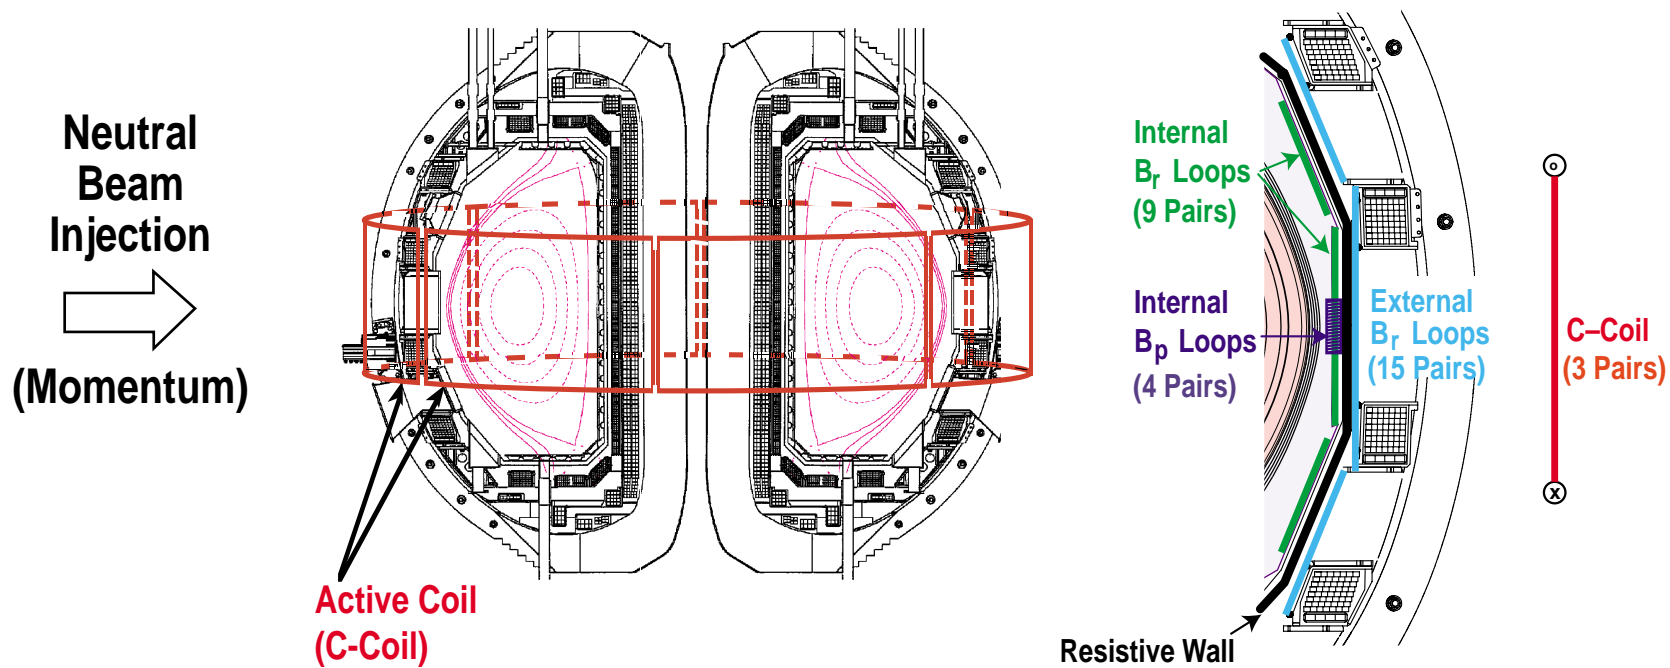 Neutral
Beam
Injection
(Momentum)
Active Coil
(C-Coil)
Internal
Br Loops
(9 Pairs)
Internal
Bp Loops
(4 Pairs)
External
Br Loops
(15 Pairs)
C–Coil
(3 Pairs)
x
Resistive Wall